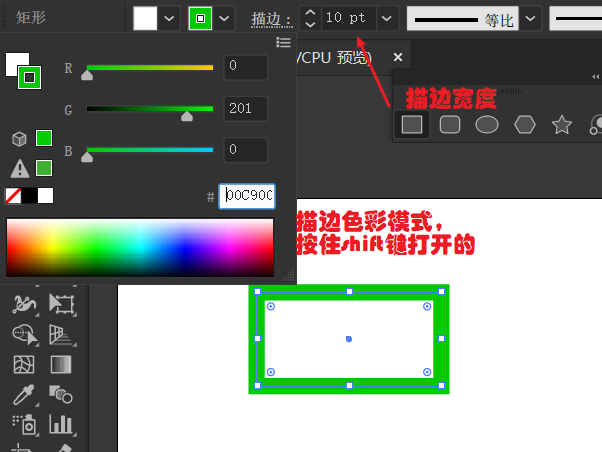 矩形
描边:
10 pt
等比
/CPU 预览)
×
描边宽度
R
0
G
201
B
0
# 00C900
描边色彩模式,
按住shift键打开的